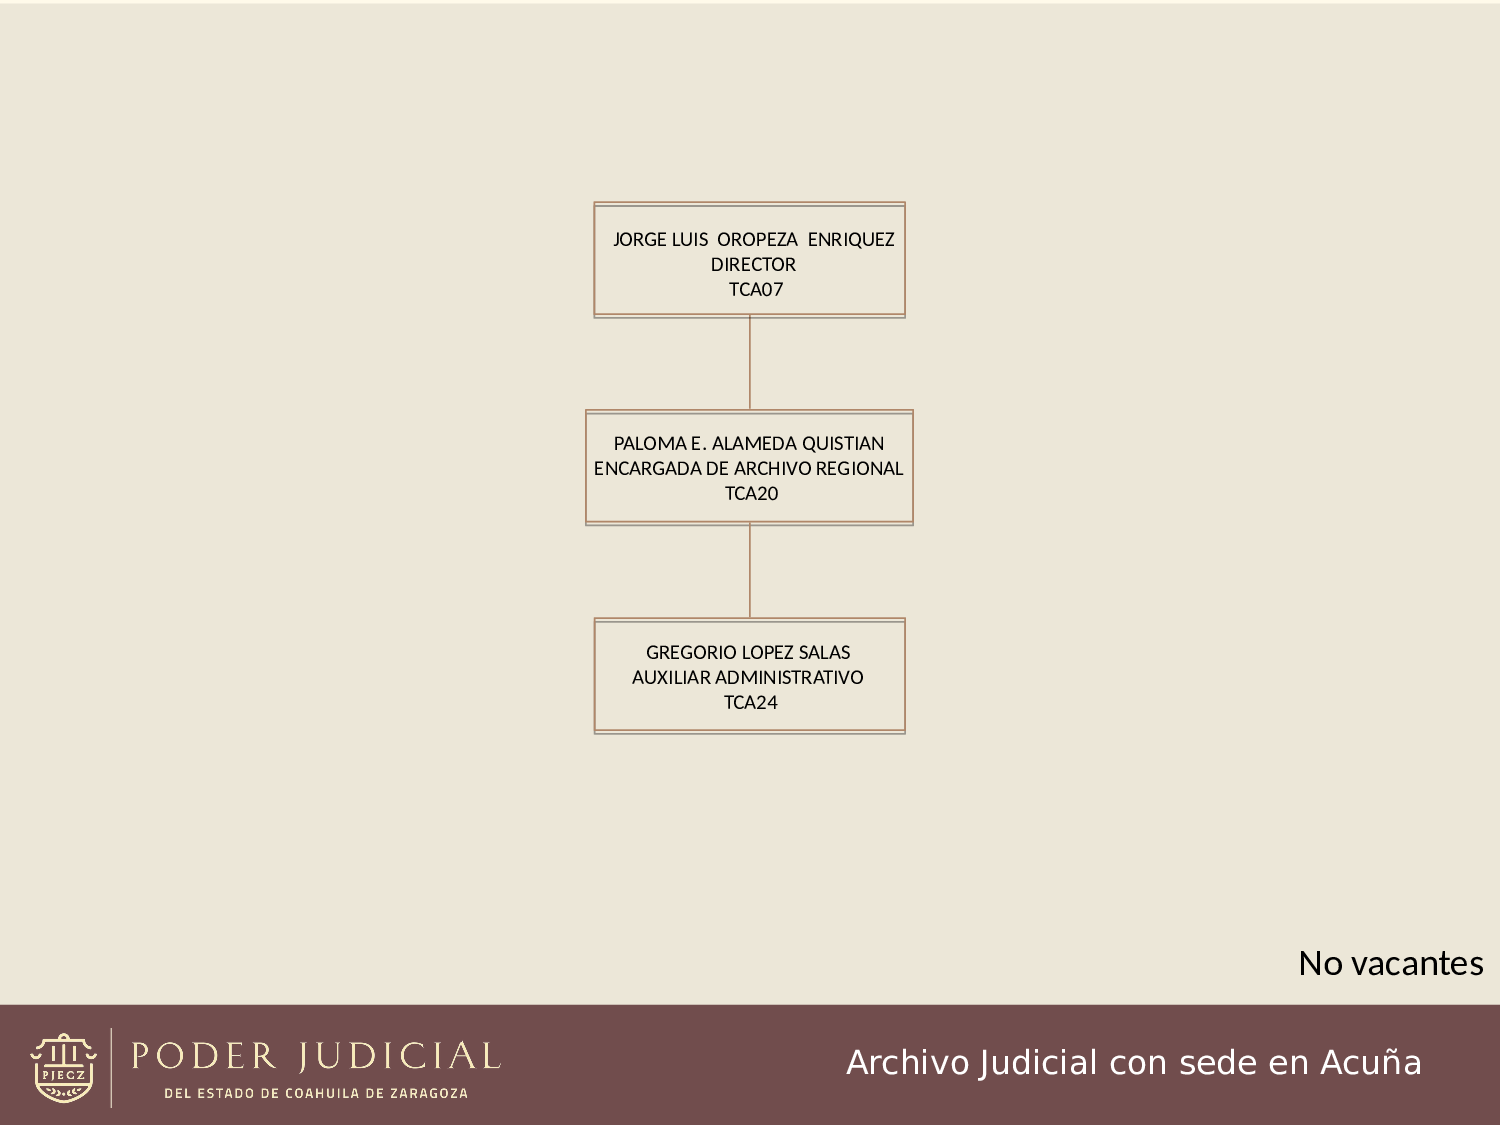 JORGE LUIS OROPEZA ENRIQUEZ
DIRECTOR
TCA07
PALOMA E. ALAMEDA QUISTIAN
ENCARGADA DE ARCHIVO REGIONAL
TCA20
GREGORIO LOPEZ SALAS
AUXILIAR ADMINISTRATIVO
TCA24
No vacantes
PJECZ
PODER JUDICIAL
DEL ESTADO DE COAHUILA DE ZARAGOZA
Archivo Judicial con sede en Acuña